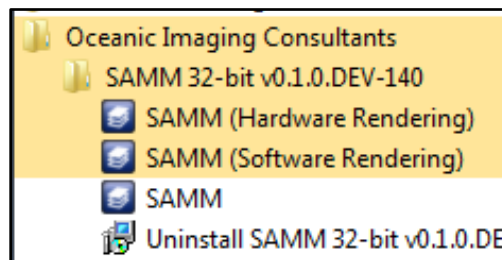 Oceanic Imaging Consultants
SAMM 32-bit v0.1.0.DEV-140
SAMM (Hardware Rendering)
SAMM (Software Rendering)
SAMM
Uninstall SAMM 32-bit v0.1.0.DE